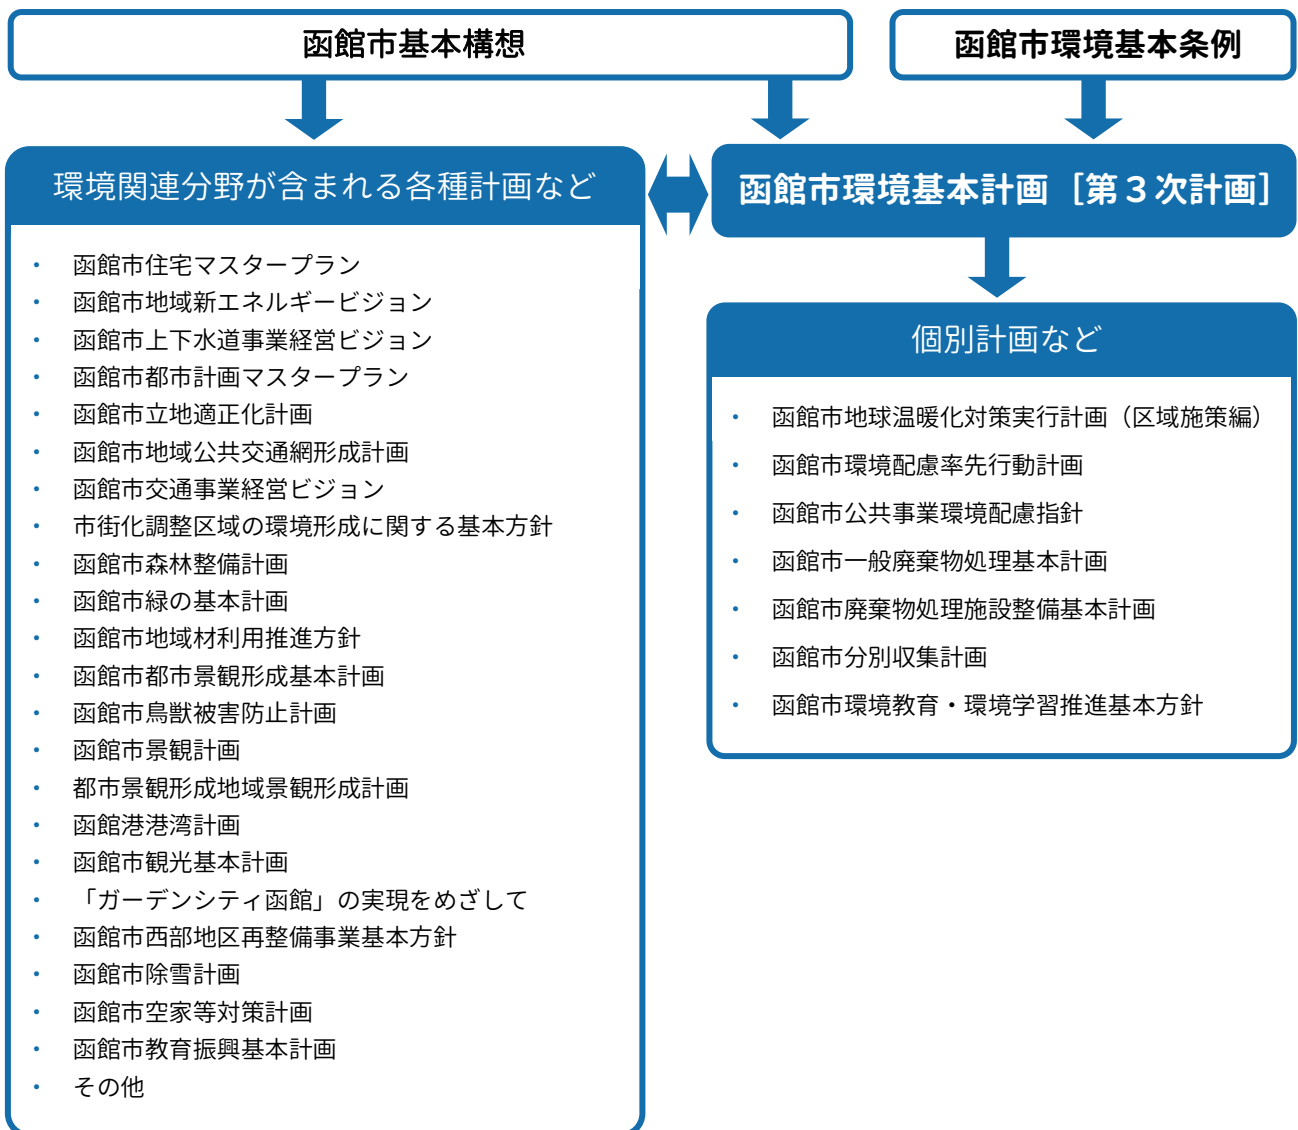 函館市基本構想
函館市環境基本条例
環境関連分野が含まれる各種計画など
・ 函館市住宅マスタープラン
・ 函館市地域新エネルギービジョン
・ 函館市上下水道事業経営ビジョン
・ 函館市都市計画マスタープラン
・ 函館市立地適正化計画
・ 函館市地域公共交通網形成計画
・ 函館市交通事業経営ビジョン
・ 市街化調整区域の環境形成に関する基本方針
・ 函館市森林整備計画
・ 函館市緑の基本計画
・ 函館市地域材利用推進方針
・ 函館市都市景観形成基本計画
・ 函館市鳥獣被害防止計画
・ 函館市景観計画
・ 都市景観形成地域景観形成計画
・ 函館港港湾計画
・ 函館市観光基本計画
・ 「ガーデンシティ函館」の実現をめざして
・ 函館市西部地区再整備事業基本方針
・ 函館市除雪計画
・ 函館市空家等対策計画
・ 函館市教育振興基本計画
・ その他
函館市環境基本計画［第３次計画］
個別計画など
・ 函館市地球温暖化対策実行計画（区域施策編）
・ 函館市環境配慮率先行動計画
・ 函館市公共事業環境配慮指針
・ 函館市一般廃棄物処理基本計画
・ 函館市廃棄物処理施設整備基本計画
・ 函館市分別収集計画
・ 函館市環境教育・環境学習推進基本方針